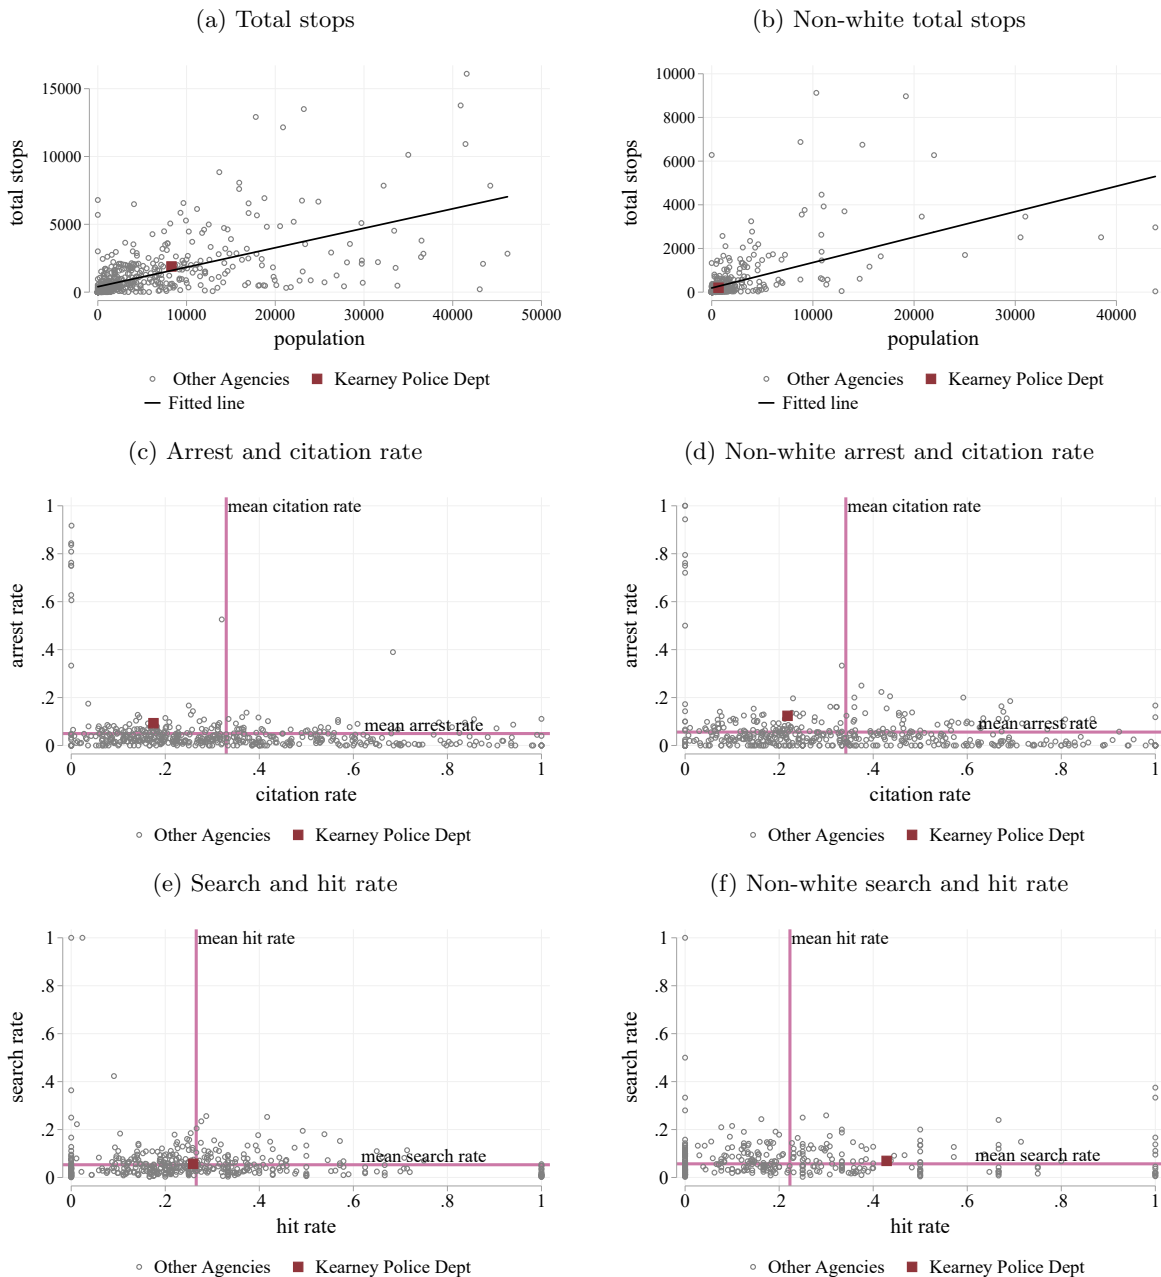 (a) Total stops
15000
10000
5000
0
total stops
0 10000 20000 30000 40000 50000
population
Other Agencies Kearney Police Dept
Fitted line
(b) Non-white total stops
10000
8000
6000
4000
2000
0
total stops
0 10000 20000 30000 40000
population
Other Agencies Kearney Police Dept
Fitted line
(c) Arrest and citation rate
mean citation rate
1
.8
.6
.4
.2
0
arrest rate
mean arrest rate
0 .2 .4 .6 .8 1
citation rate
Other Agencies Kearney Police Dept
(d) Non-white arrest and citation rate
mean citation rate
1
.8
.6
.4
.2
0
arrest rate
mean arrest rate
0 .2 .4 .6 .8 1
citation rate
Other Agencies Kearney Police Dept
(e) Search and hit rate
mean hit rate
1
.8
.6
.4
.2
0
search rate
mean search rate
0 .2 .4 .6 .8 1
hit rate
Other Agencies Kearney Police Dept
(f) Non-white search and hit rate
mean hit rate
1
.8
.6
.4
.2
0
search rate
mean search rate
0 .2 .4 .6 .8 1
hit rate
Other Agencies Kearney Police Dept